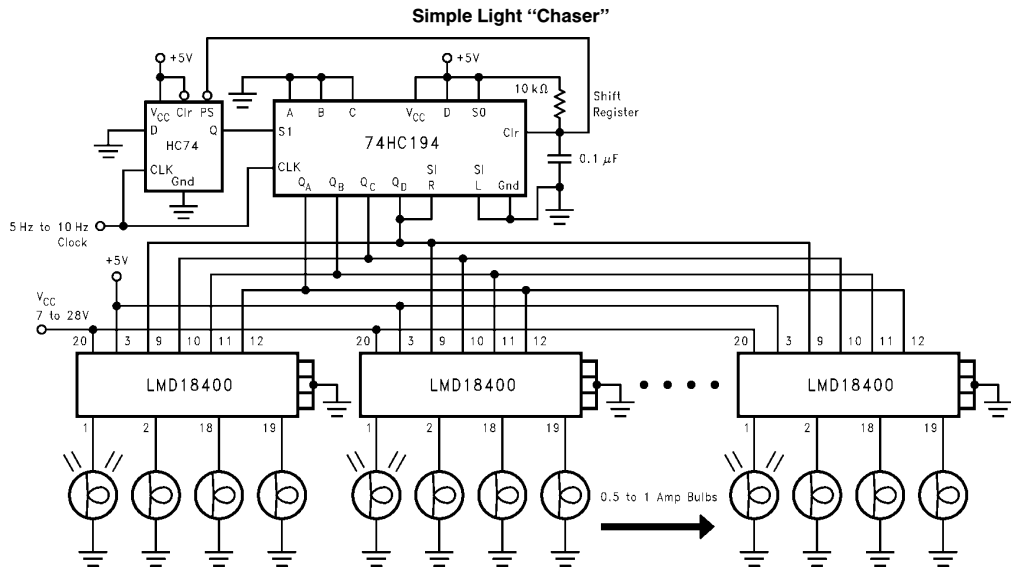 Simple Light “Chaser”
+5V
+5V
10 kΩ
Shift
Register
VCC Clr PS
D Q
HC74
CLK
Gnd
A B C VCC D S0
S1 Clr
74HC194
CLK
QA QB QC QD SI R SI L Gnd
0.1 μF
5 Hz to 10 Hz
Clock
+5V
VCC
7 to 28V
20 3 9 10 11 12
20 3 9 10 11 12
20 3 9 10 11 12
LMD18400
LMD18400
LMD18400
1 2 18 19
1 2 18 19
1 2 18 19
0.5 to 1 Amp Bulbs